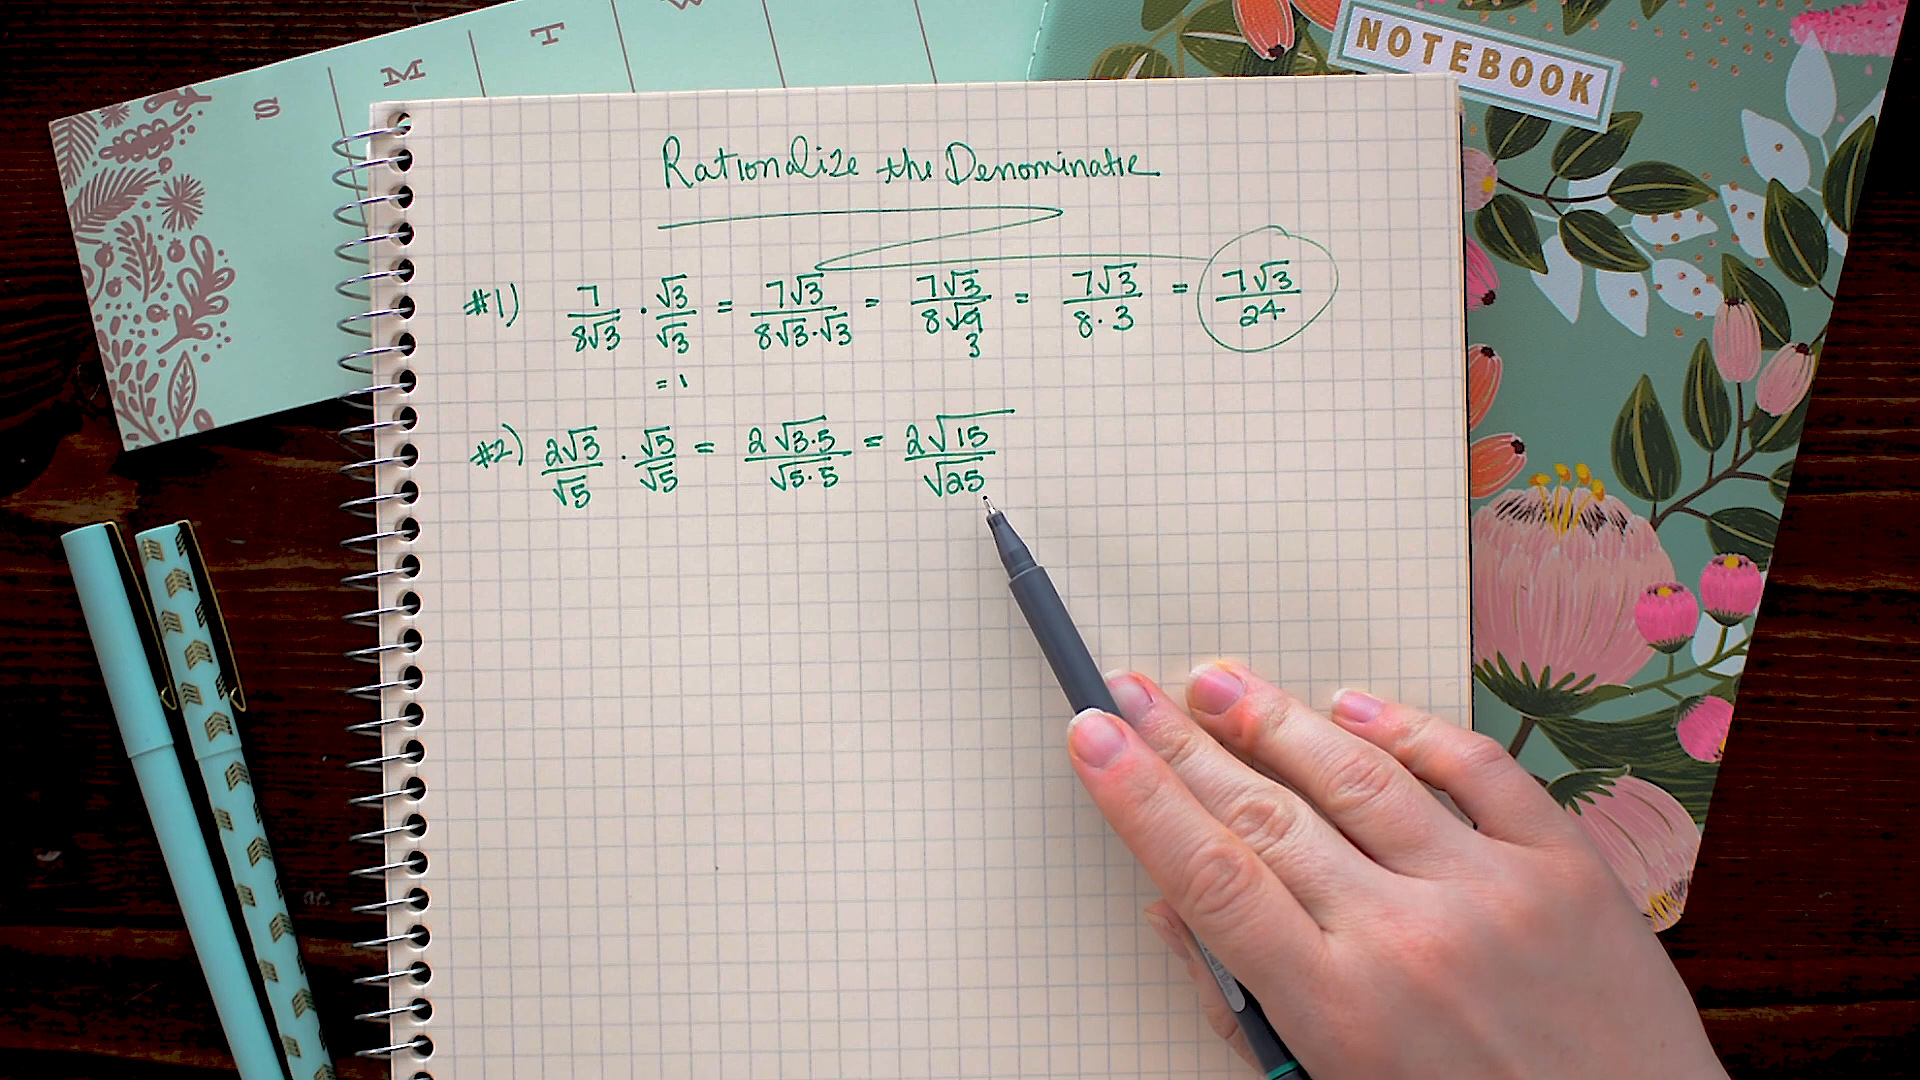 S M T W
NOTEBOOK
Rationalize the Denominator
#1) 7/8√3 · √3/√3 = 7√3/8√3·√3 = 7√3/8√9 = 7√3/8·3 = 7√3/24
3
= 1
#2) 2√3/√5 · √5/√5 = 2√3·5/√5·5 = 2√15/√25